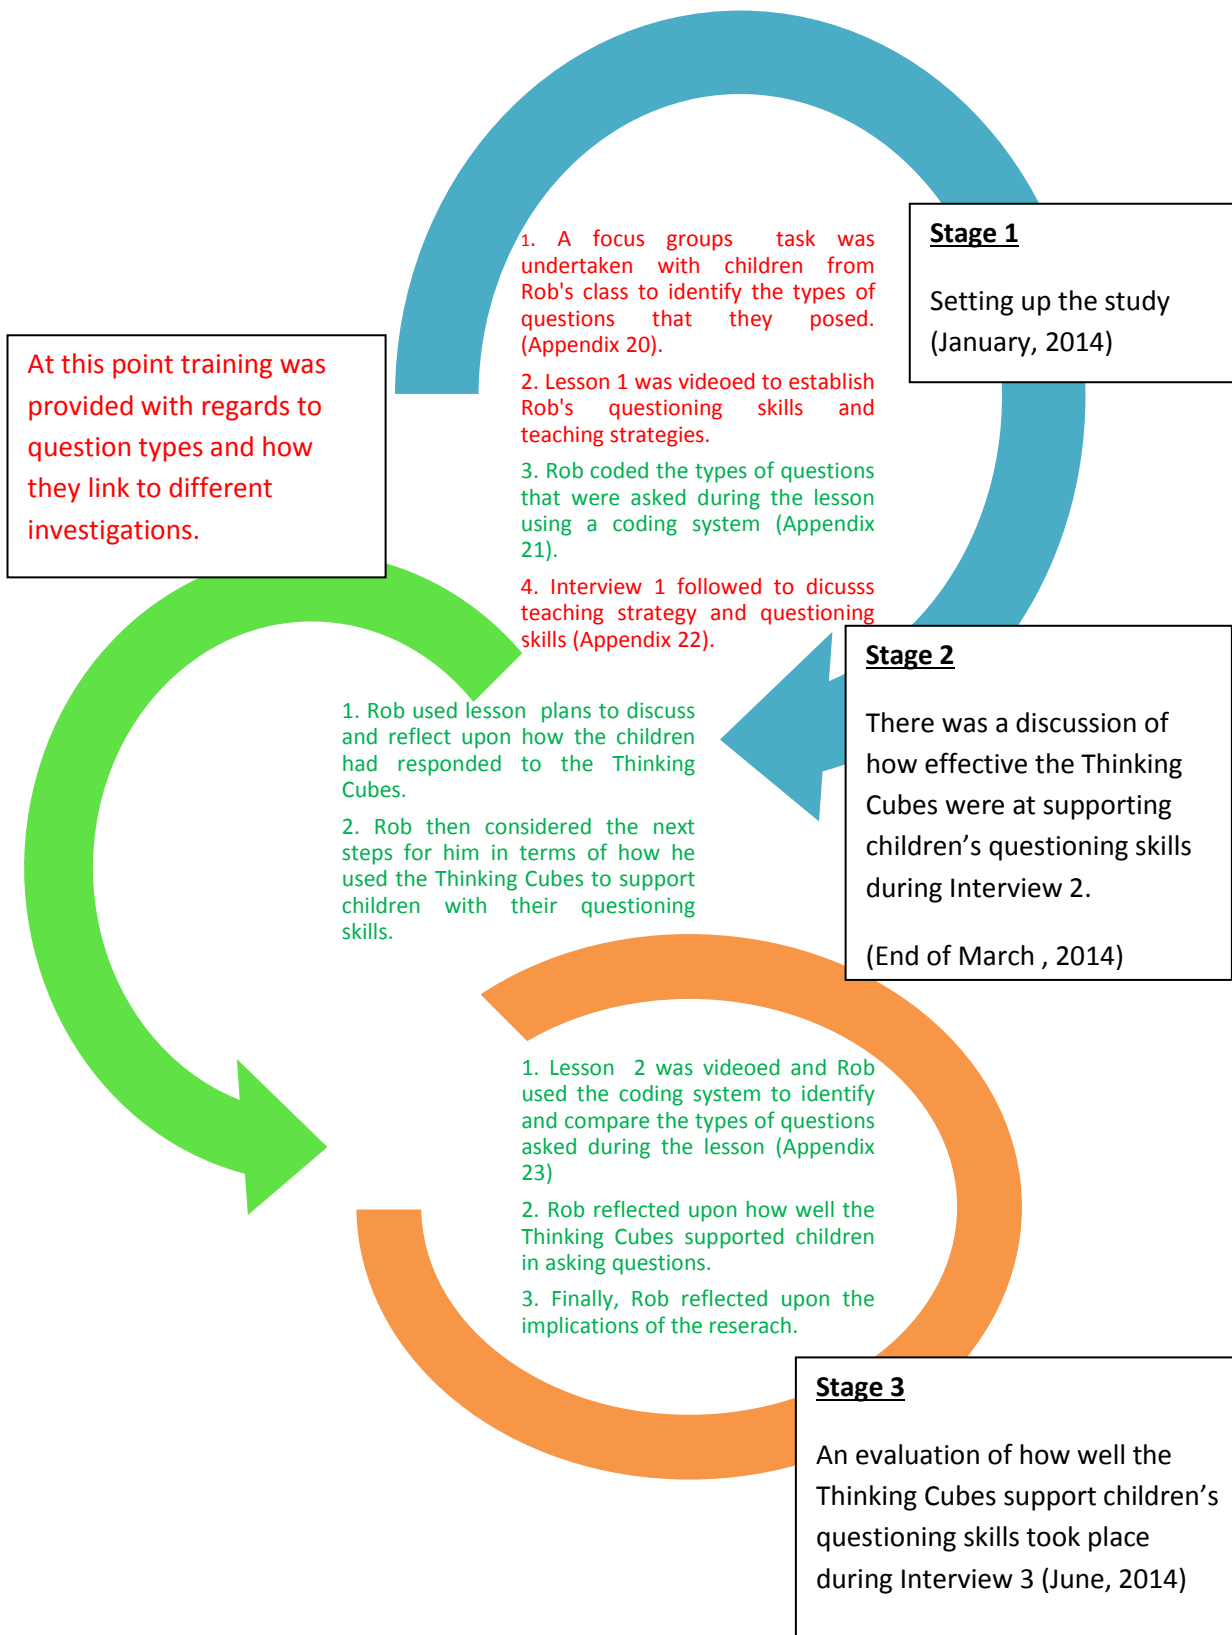 1. A focus groups task was
undertaken with children from
Rob's class to identify the types of
questions that they posed.
(Appendix 20).
2. Lesson 1 was videoed to establish
Rob's questioning skills and
teaching strategies.
3. Rob coded the types of questions
that were asked during the lesson
using a coding system (Appendix
21).
4. Interview 1 followed to dicusss
teaching strategy and questioning
skills (Appendix 22).
Stage 1
Setting up the study
(January, 2014)
At this point training was
provided with regards to
question types and how
they link to different
investigations.
1. Rob used lesson plans to discuss
and reflect upon how the children
had responded to the Thinking
Cubes.
2. Rob then considered the next
steps for him in terms of how he
used the Thinking Cubes to support
children with their questioning
skills.
Stage 2
There was a discussion of
how effective the Thinking
Cubes were at supporting
children’s questioning skills
during Interview 2.
(End of March , 2014)
1. Lesson 2 was videoed and Rob
used the coding system to identify
and compare the types of questions
asked during the lesson (Appendix
23)
2. Rob reflected upon how well the
Thinking Cubes supported children
in asking questions.
3. Finally, Rob reflected upon the
implications of the reserach.
Stage 3
An evaluation of how well the
Thinking Cubes support children’s
questioning skills took place
during Interview 3 (June, 2014)